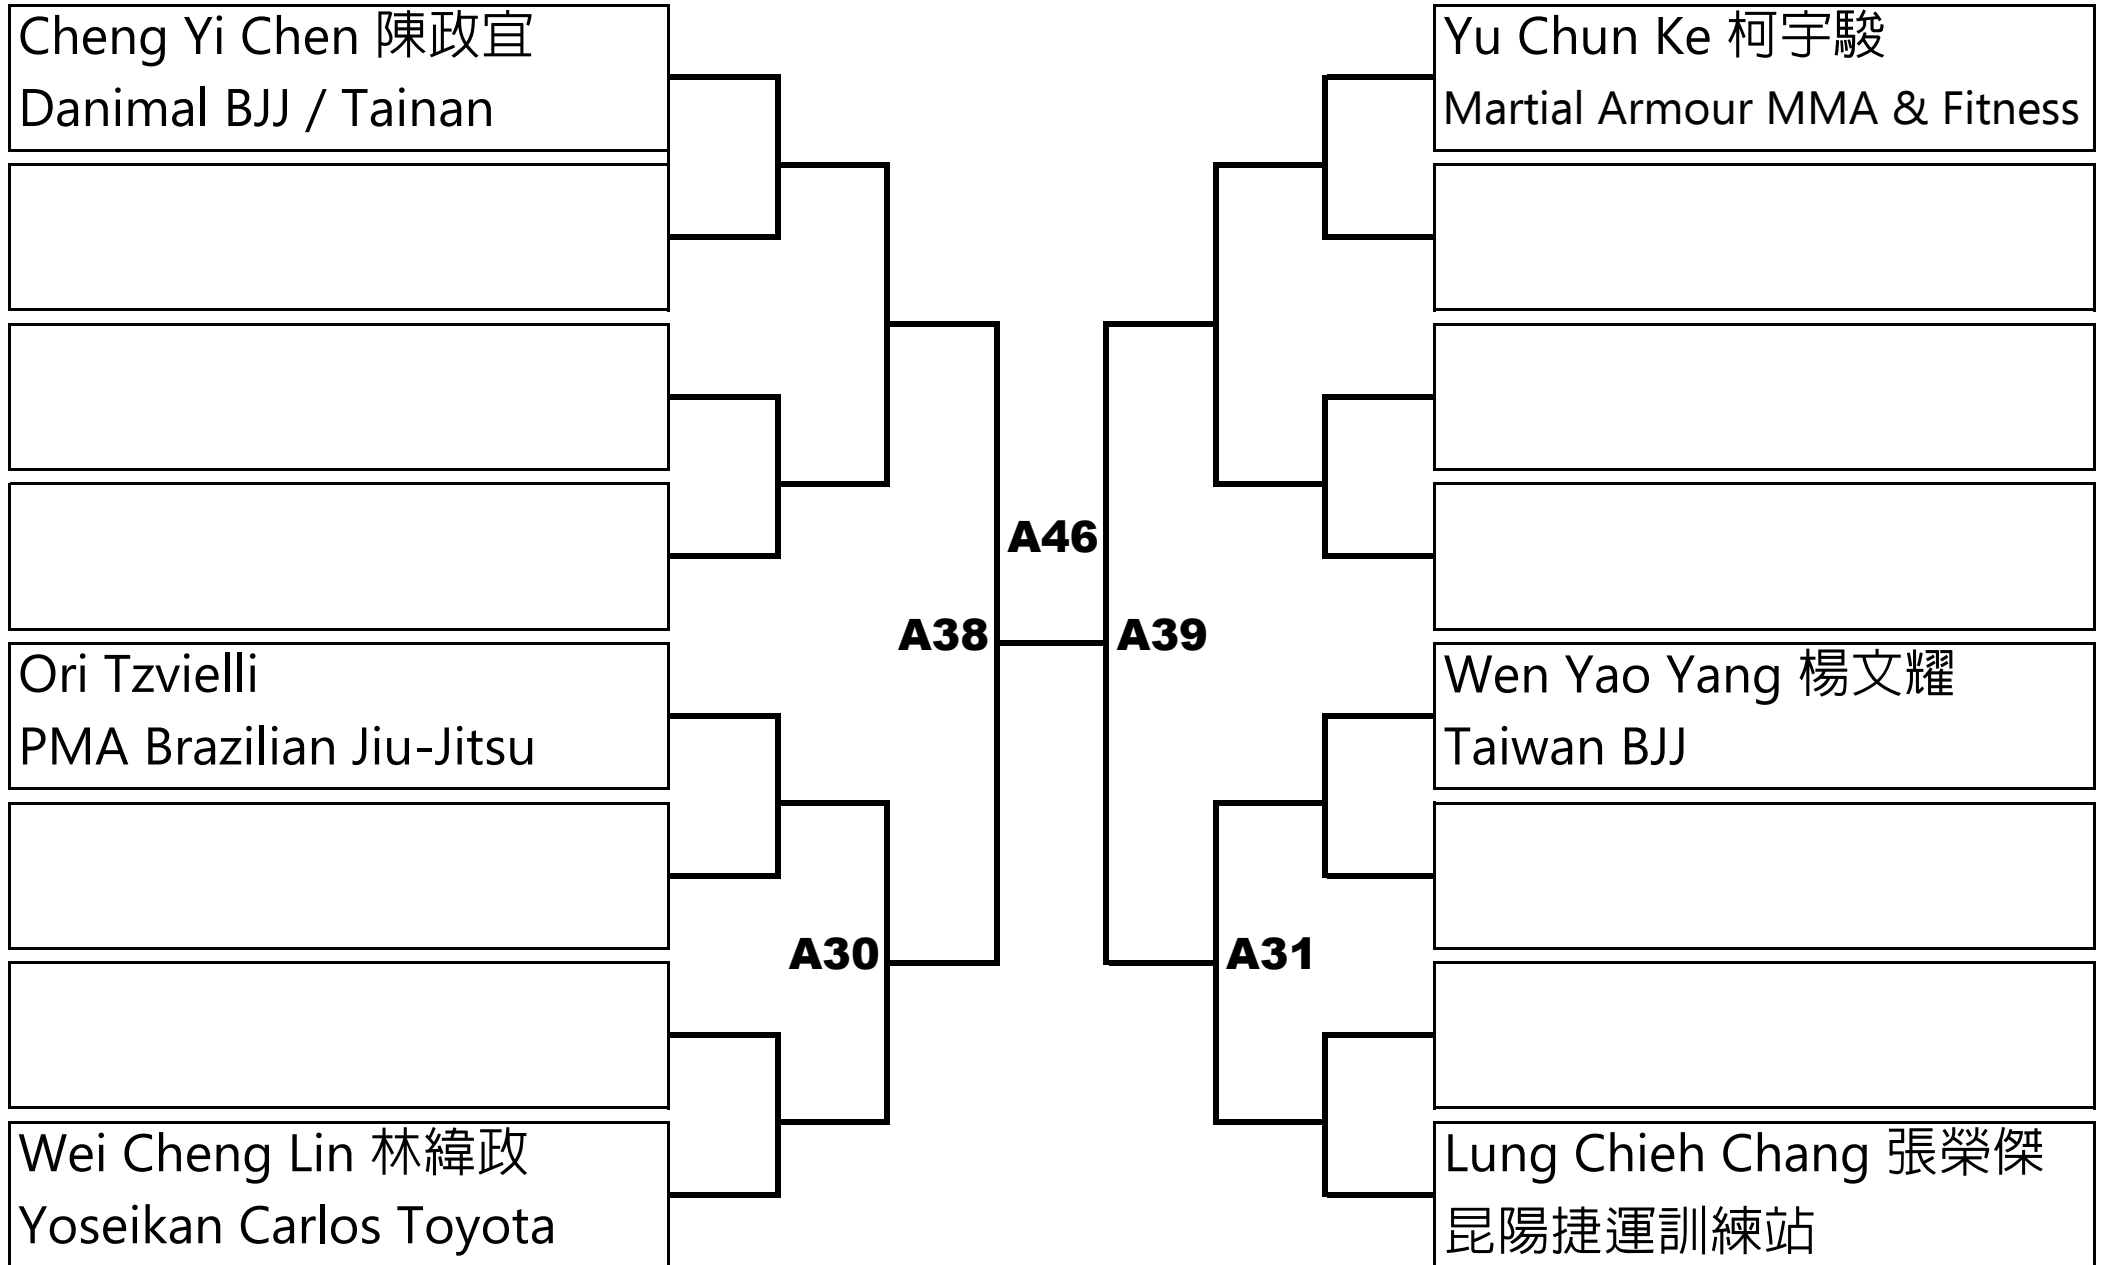 Cheng Yi Chen 陳政宜
Danimal BJJ / Tainan
Ori Tzvielli
PMA Brazilian Jiu-Jitsu
Wei Cheng Lin 林緯政
Yoseikan Carlos Toyota
A30
A38
A46
A39
A31
Yu Chun Ke 柯宇駿
Martial Armour MMA & Fitness
Wen Yao Yang 楊文耀
Taiwan BJJ
Lung Chieh Chang 張榮傑
昆陽捷運訓練站